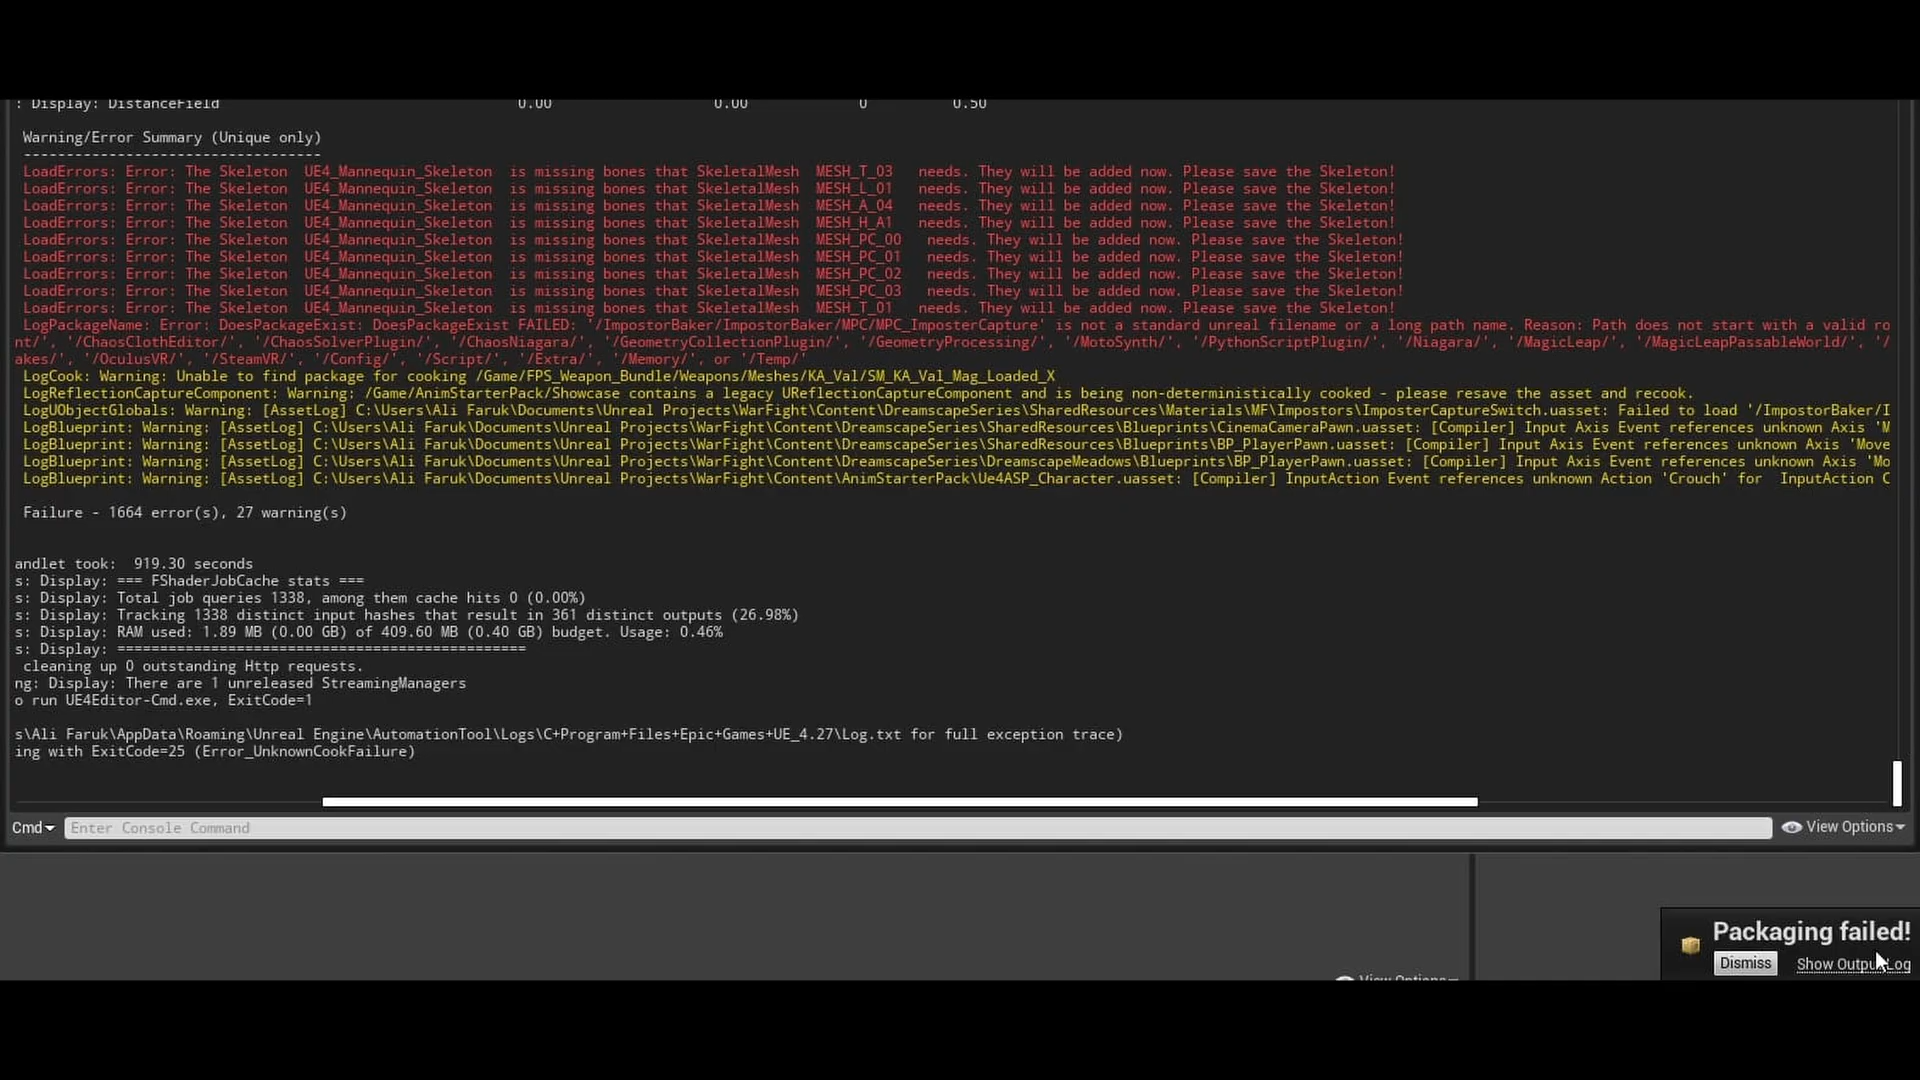 : Display: DistanceField 0.00 0.00 0 0.50
Warning/Error Summary (Unique only)
-----------------------------------
LoadErrors: Error: The Skeleton UE4_Mannequin_Skeleton is missing bones that SkeletalMesh MESH_T_03 needs. They will be added now. Please save the Skeleton!
LoadErrors: Error: The Skeleton UE4_Mannequin_Skeleton is missing bones that SkeletalMesh MESH_L_01 needs. They will be added now. Please save the Skeleton!
LoadErrors: Error: The Skeleton UE4_Mannequin_Skeleton is missing bones that SkeletalMesh MESH_A_04 needs. They will be added now. Please save the Skeleton!
LoadErrors: Error: The Skeleton UE4_Mannequin_Skeleton is missing bones that SkeletalMesh MESH_H_A1 needs. They will be added now. Please save the Skeleton!
LoadErrors: Error: The Skeleton UE4_Mannequin_Skeleton is missing bones that SkeletalMesh MESH_PC_00 needs. They will be added now. Please save the Skeleton!
LoadErrors: Error: The Skeleton UE4_Mannequin_Skeleton is missing bones that SkeletalMesh MESH_PC_01 needs. They will be added now. Please save the Skeleton!
LoadErrors: Error: The Skeleton UE4_Mannequin_Skeleton is missing bones that SkeletalMesh MESH_PC_02 needs. They will be added now. Please save the Skeleton!
LoadErrors: Error: The Skeleton UE4_Mannequin_Skeleton is missing bones that SkeletalMesh MESH_PC_03 needs. They will be added now. Please save the Skeleton!
LoadErrors: Error: The Skeleton UE4_Mannequin_Skeleton is missing bones that SkeletalMesh MESH_T_01 needs. They will be added now. Please save the Skeleton!
LogPackageName: Error: DoesPackageExist: DoesPackageExist FAILED: '/ImpostorBaker/ImpostorBaker/MPC/MPC_ImposterCapture' is not a standard unreal filename or a long path name. Reason: Path does not start with a valid ro
nt/', '/ChaosClothEditor/', '/ChaosSolverPlugin/', '/ChaosNiagara/', '/GeometryCollectionPlugin/', '/GeometryProcessing/', '/MotoSynth/', '/PythonScriptPlugin/', '/Niagara/', '/MagicLeap/', '/MagicLeapPassableWorld/', '/
akes/', '/OculusVR/', '/SteamVR/', '/Config/', '/Script/', '/Extra/', '/Memory/', or '/Temp/'
LogCook: Warning: Unable to find package for cooking /Game/FPS_Weapon_Bundle/Weapons/Meshes/KA_Val/SM_KA_Val_Mag_Loaded_X
LogReflectionCaptureComponent: Warning: /Game/AnimStarterPack/Showcase contains a legacy UReflectionCaptureComponent and is being non-deterministically cooked - please resave the asset and recook.
LogUObjectGlobals: Warning: [AssetLog] C:\Users\Ali Faruk\Documents\Unreal Projects\WarFight\Content\DreamscapeSeries\SharedResources\Materials\MF\Impostors\ImposterCaptureSwitch.uasset: Failed to load '/ImpostorBaker/I
LogBlueprint: Warning: [AssetLog] C:\Users\Ali Faruk\Documents\Unreal Projects\WarFight\Content\DreamscapeSeries\SharedResources\Blueprints\CinemaCameraPawn.uasset: [Compiler] Input Axis Event references unknown Axis 'M
LogBlueprint: Warning: [AssetLog] C:\Users\Ali Faruk\Documents\Unreal Projects\WarFight\Content\DreamscapeSeries\SharedResources\Blueprints\BP_PlayerPawn.uasset: [Compiler] Input Axis Event references unknown Axis 'Move
LogBlueprint: Warning: [AssetLog] C:\Users\Ali Faruk\Documents\Unreal Projects\WarFight\Content\DreamscapeSeries\DreamscapeMeadows\Blueprints\BP_PlayerPawn.uasset: [Compiler] Input Axis Event references unknown Axis 'Mo
LogBlueprint: Warning: [AssetLog] C:\Users\Ali Faruk\Documents\Unreal Projects\WarFight\Content\AnimStarterPack\Ue4ASP_Character.uasset: [Compiler] InputAction Event references unknown Action 'Crouch' for InputAction C
Failure - 1664 error(s), 27 warning(s)
andlet took: 919.30 seconds
s: Display: === FShaderJobCache stats ===
s: Display: Total job queries 1338, among them cache hits 0 (0.00%)
s: Display: Tracking 1338 distinct input hashes that result in 361 distinct outputs (26.98%)
s: Display: RAM used: 1.89 MB (0.00 GB) of 409.60 MB (0.40 GB) budget. Usage: 0.46%
s: Display: ================================================
cleaning up 0 outstanding Http requests.
ng: Display: There are 1 unreleased StreamingManagers
o run UE4Editor-Cmd.exe, ExitCode=1
s\Ali Faruk\AppData\Roaming\Unreal Engine\AutomationTool\Logs\C+Program+Files+Epic+Games+UE_4.27\Log.txt for full exception trace)
ing with ExitCode=25 (Error_UnknownCookFailure)
Cmd Enter Console Command View Options
Packaging failed!
Dismiss Show Output Log
View Options